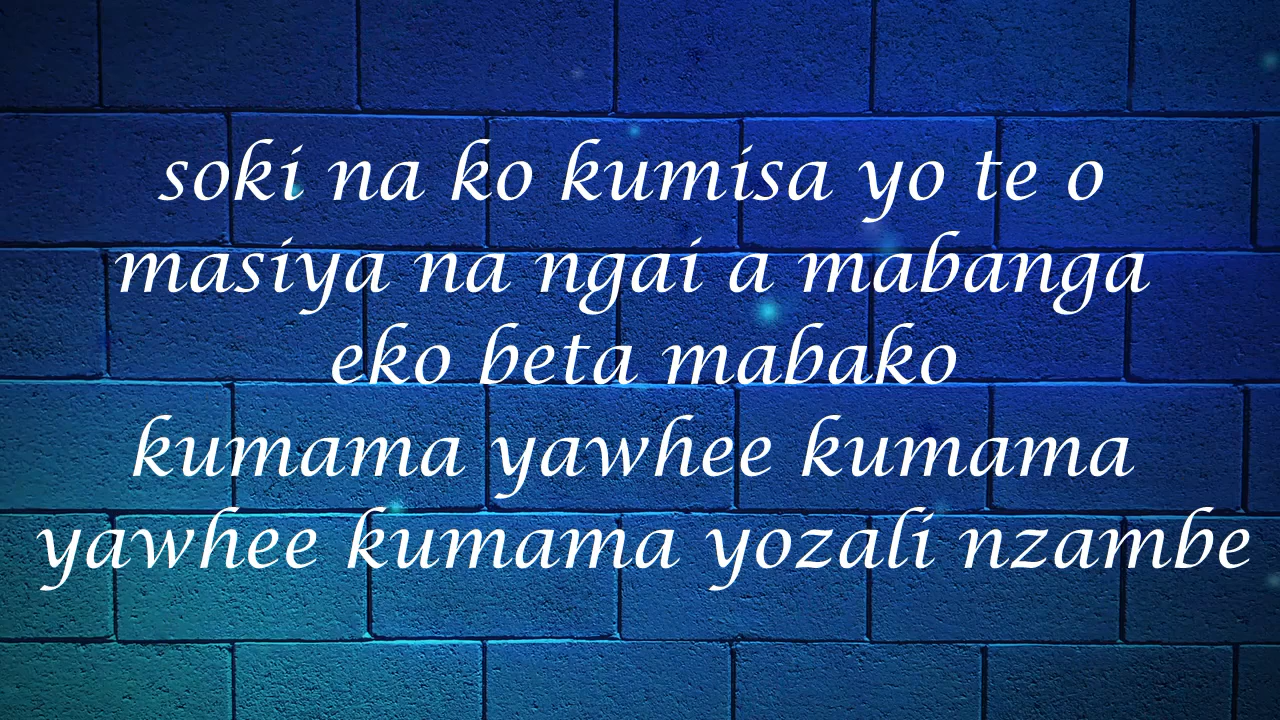 soki na ko kumisa yo te o
masiya na ngai a mabanga
eko beta mabako
kumama yawhee kumama
yawhee kumama yozali nzambe